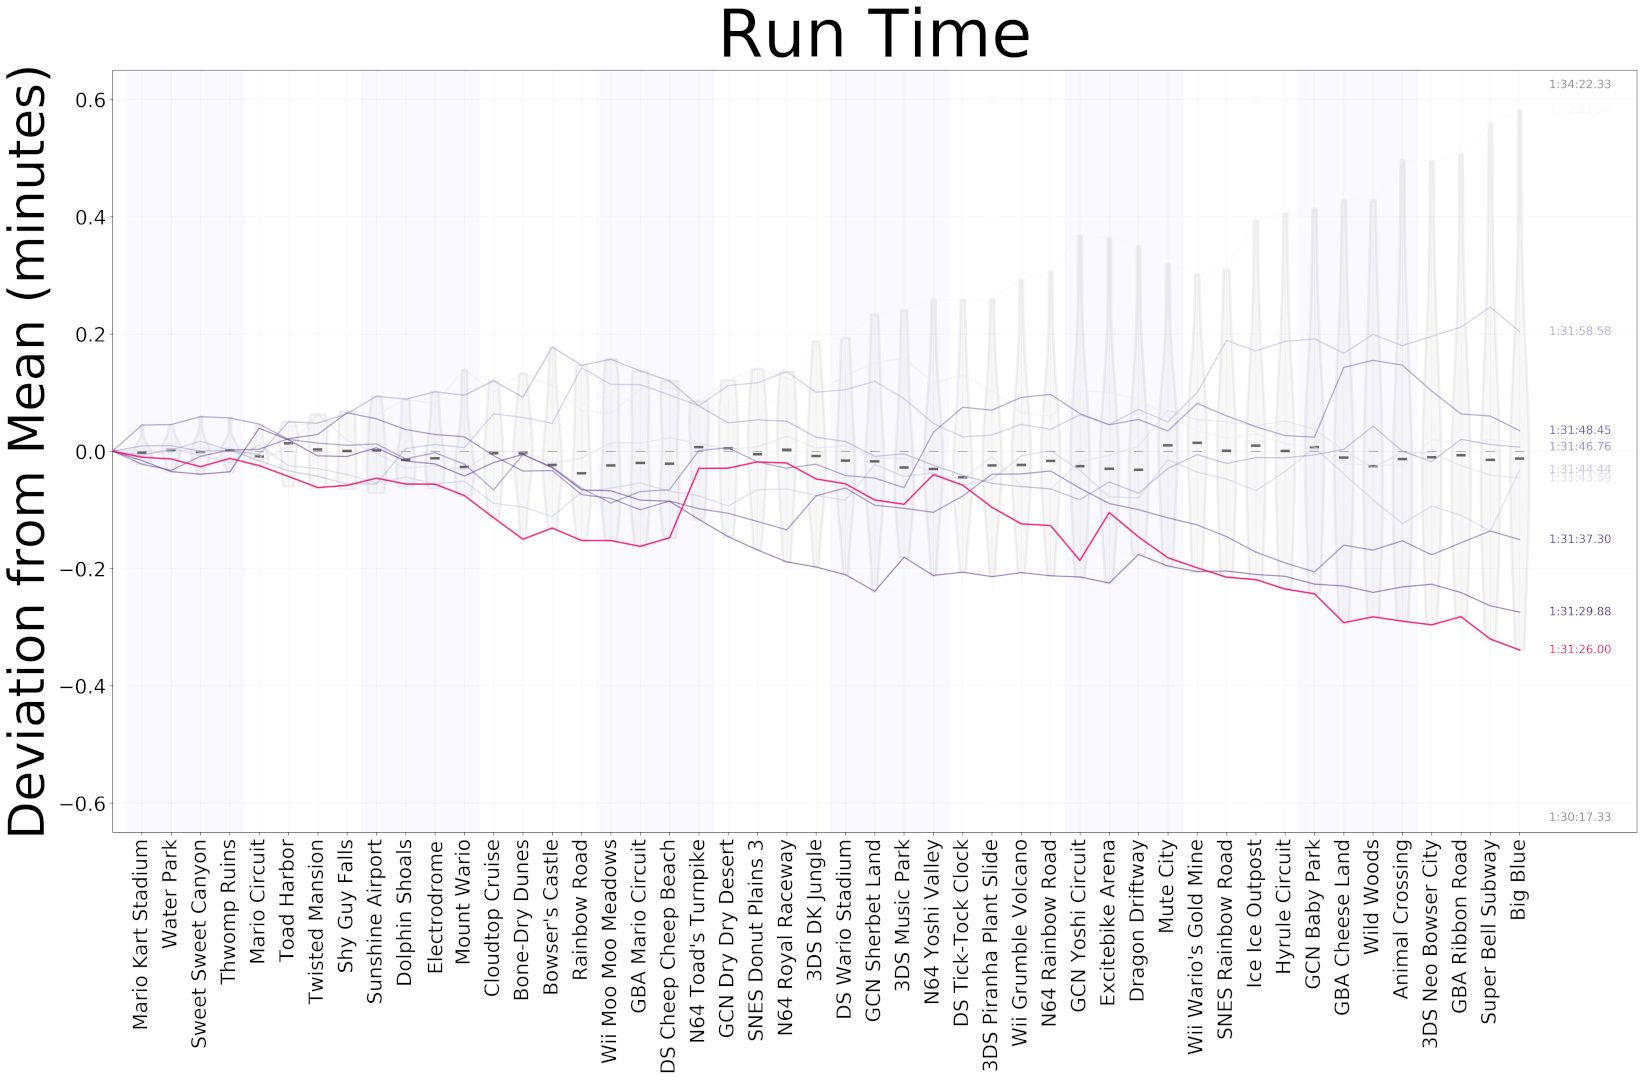 Run Time
Deviation from Mean (minutes)
0.6
0.4
0.2
0.0
−0.2
−0.4
−0.6
1:34:22.33
1:31:58.58
1:31:48.45
1:31:46.76
1:31:44.44
1:31:43.59
1:31:37.30
1:31:29.88
1:31:26.00
1:30:17.33
Mario Kart Stadium
Water Park
Sweet Sweet Canyon
Thwomp Ruins
Mario Circuit
Toad Harbor
Twisted Mansion
Shy Guy Falls
Sunshine Airport
Dolphin Shoals
Electrodrome
Mount Wario
Cloudtop Cruise
Bone-Dry Dunes
Bowser's Castle
Rainbow Road
Wii Moo Moo Meadows
GBA Mario Circuit
DS Cheep Cheep Beach
N64 Toad's Turnpike
GCN Dry Dry Desert
SNES Donut Plains 3
N64 Royal Raceway
3DS DK Jungle
DS Wario Stadium
GCN Sherbet Land
3DS Music Park
N64 Yoshi Valley
DS Tick-Tock Clock
3DS Piranha Plant Slide
Wii Grumble Volcano
N64 Rainbow Road
GCN Yoshi Circuit
Excitebike Arena
Dragon Driftway
Mute City
Wii Wario's Gold Mine
SNES Rainbow Road
Ice Ice Outpost
Hyrule Circuit
GCN Baby Park
GBA Cheese Land
Wild Woods
Animal Crossing
3DS Neo Bowser City
GBA Ribbon Road
Super Bell Subway
Big Blue